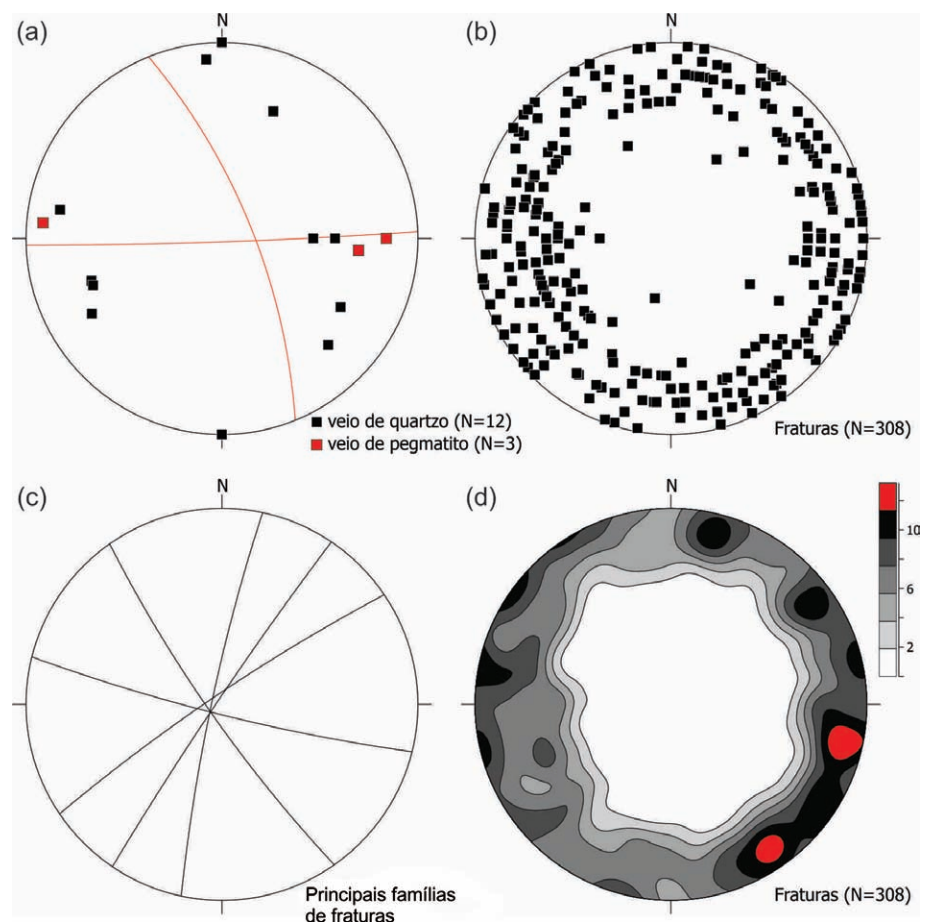 (a)
N
veio de quartzo (N=12)
veio de pegmatito (N=3)
(b)
N
Fraturas (N=308)
(c)
N
Principais famílias
de fraturas
(d)
N
10
6
2
Fraturas (N=308)